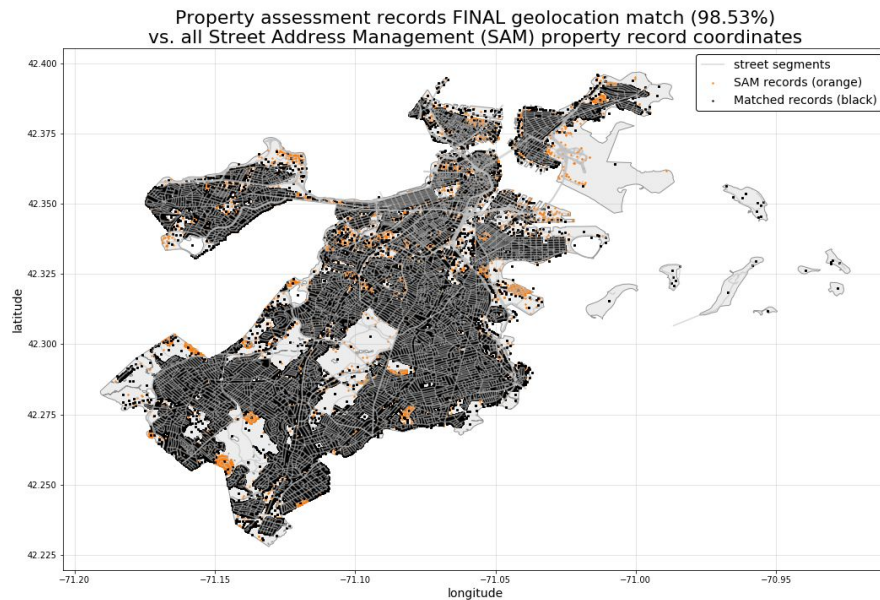 Property assessment records FINAL geolocation match (98.53%)
vs. all Street Address Management (SAM) property record coordinates
street segments
SAM records (orange)
Matched records (black)
42.400
42.375
42.350
42.325
42.300
42.275
42.250
42.225
latitude
−71.20
−71.15
−71.10
−71.05
−71.00
−70.95
longitude